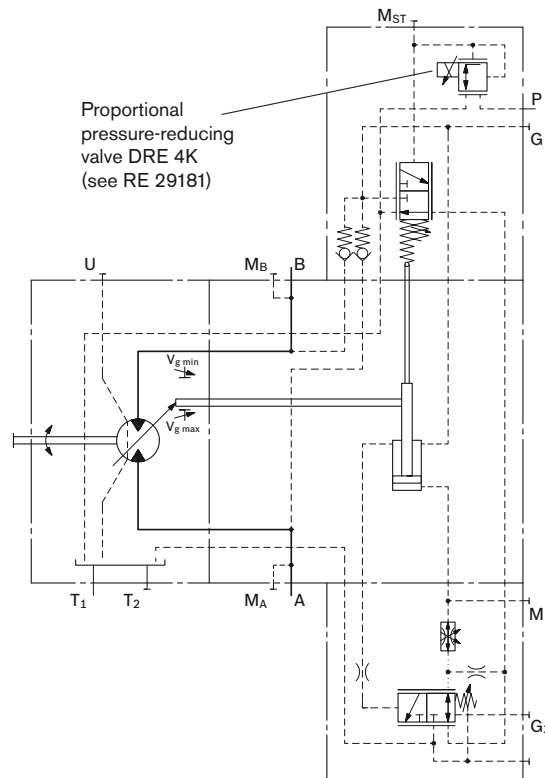 M_ST
Proportional
pressure-reducing
valve DRE 4K
(see RE 29181)
P
G
U
M_B
B
V_g min
V_g max
T_1
T_2
M_A
A
M